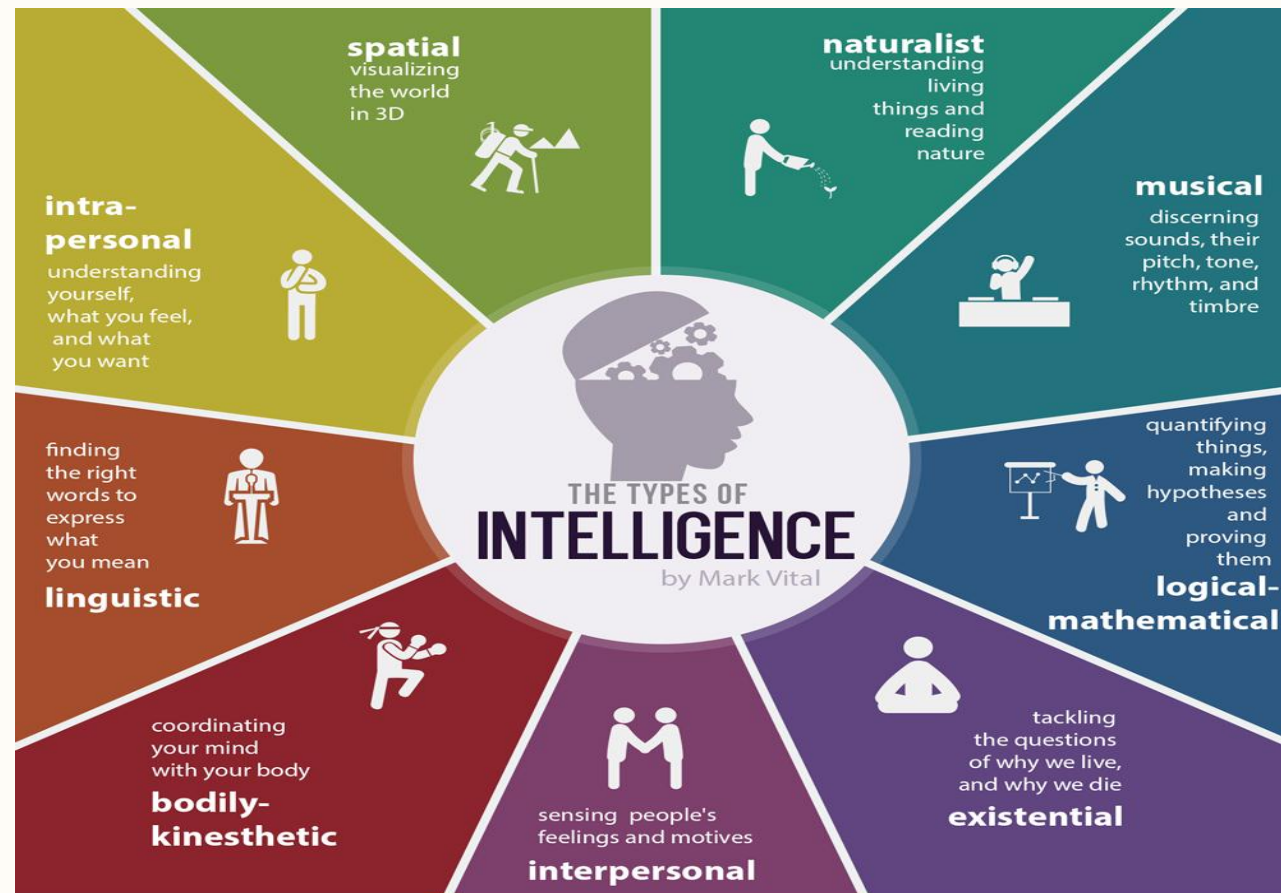 spatial
visualizing
the world
in 3D
naturalist
understanding
living
things and
reading
nature
musical
discerning
sounds, their
pitch, tone,
rhythm, and
timbre
quantifying
things,
making
hypotheses
and
proving
them
logical-
mathematical
tackling
the questions
of why we live,
and why we die
existential
sensing people's
feelings and motives
interpersonal
coordinating
your mind
with your body
bodily-
kinesthetic
finding
the right
words to
express
what
you mean
linguistic
intra-
personal
understanding
yourself,
what you feel,
and what
you want
THE TYPES OF
INTELLIGENCE
by Mark Vital